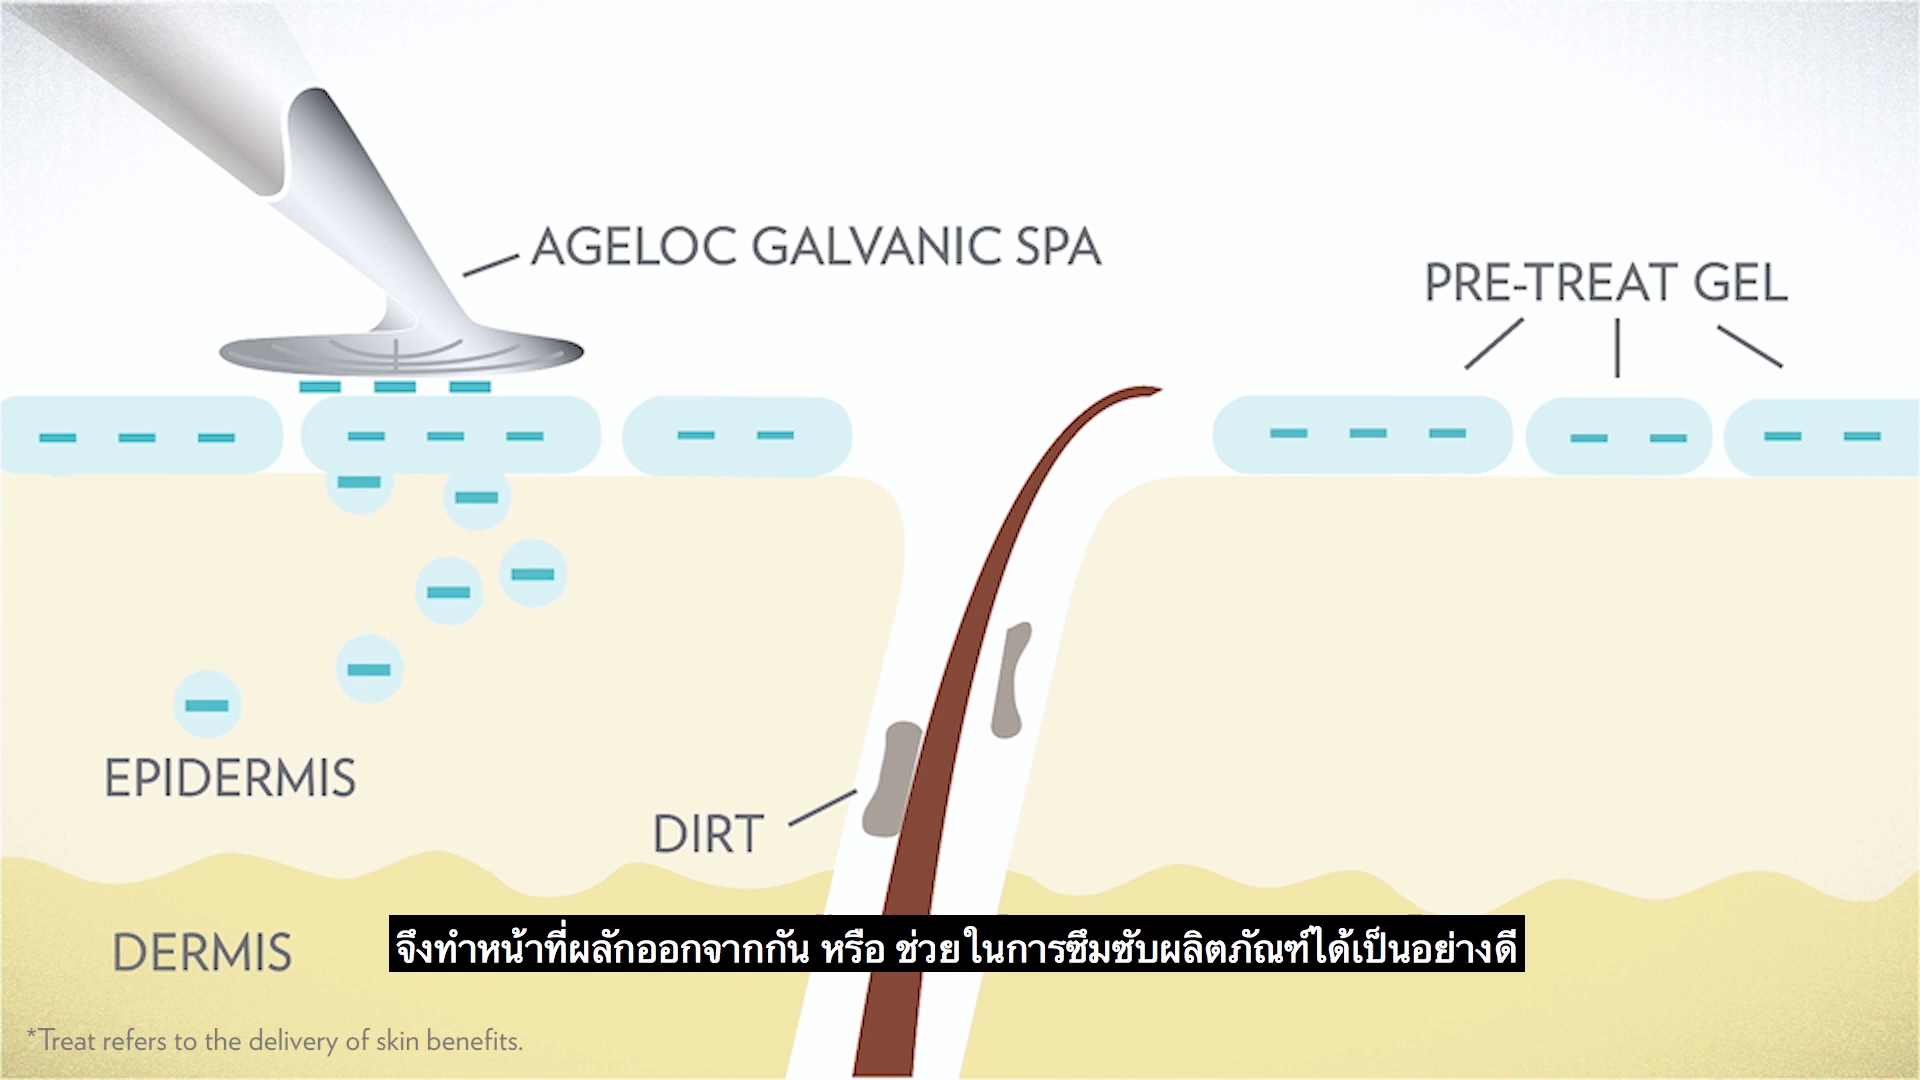 AGELOC GALVANIC SPA
PRE-TREAT GEL
EPIDERMIS
DIRT
DERMIS
จึงทำหน้าที่ผลักออกจากกัน หรือ ช่วยในการซึมซับผลิตภัณฑ์ได้เป็นอย่างดี
*Treat refers to the delivery of skin benefits.